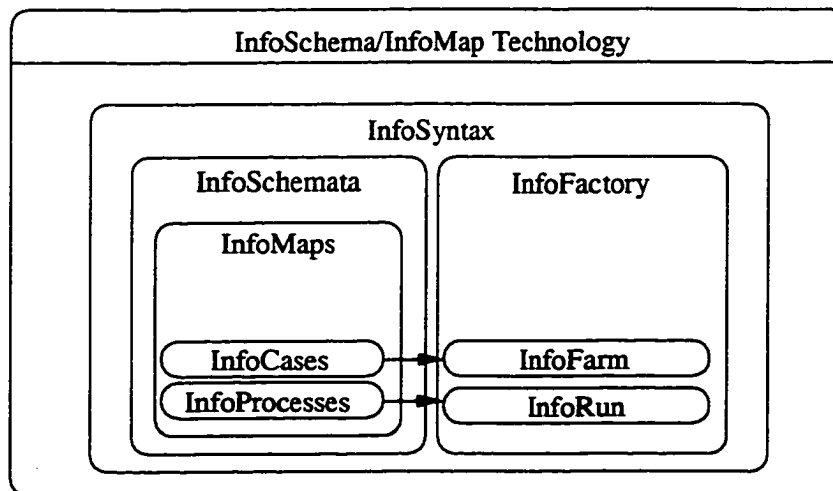 InfoSchema/InfoMap Technology
InfoSyntax
InfoSchemata
InfoFactory
InfoMaps
InfoCases
InfoFarm
InfoProcesses
InfoRun